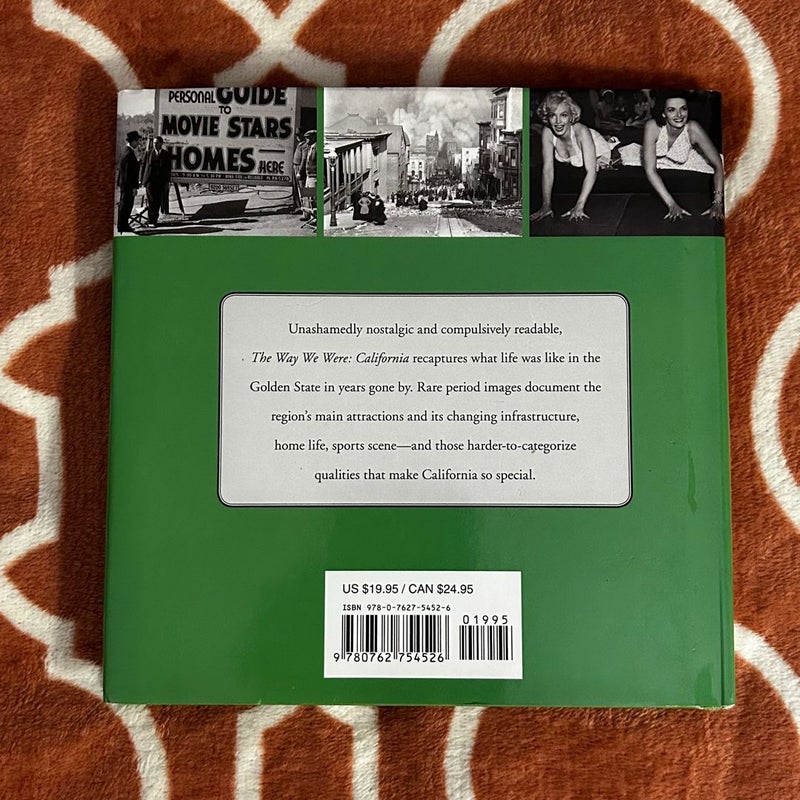 PERSONAL GUIDE
TO
MOVIE STARS
HOMES HERE
Unashamedly nostalgic and compulsively readable,
The Way We Were: California recaptures what life was like in the
Golden State in years gone by. Rare period images document the
region's main attractions and its changing infrastructure,
home life, sports scene—and those harder-to-categorize
qualities that make California so special.
US $19.95 / CAN $24.95
ISBN 978-0-7627-5452-6
01995
9 780762 754526